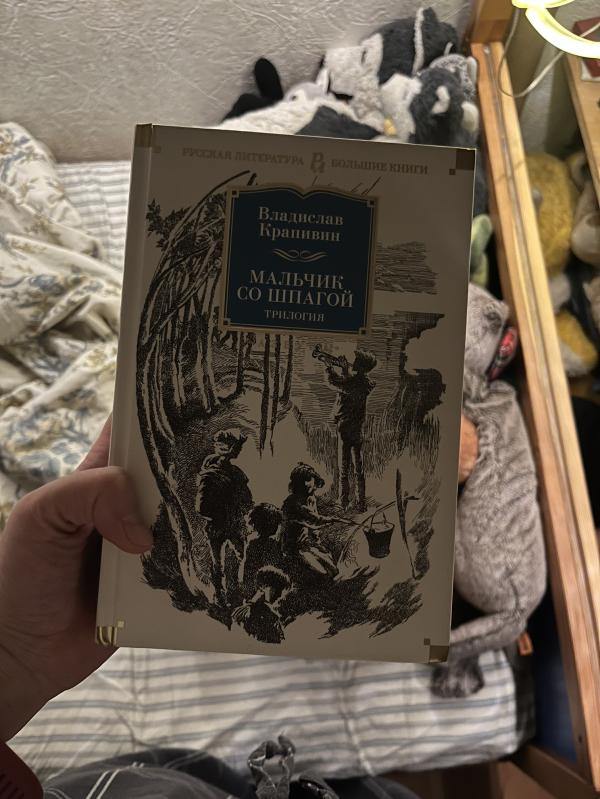 РУССКАЯ ЛИТЕРАТУРА БОЛЬШИЕ КНИГИ
Владислав
Крапивин
МАЛЬЧИК
СО ШПАГОЙ
ТРИЛОГИЯ